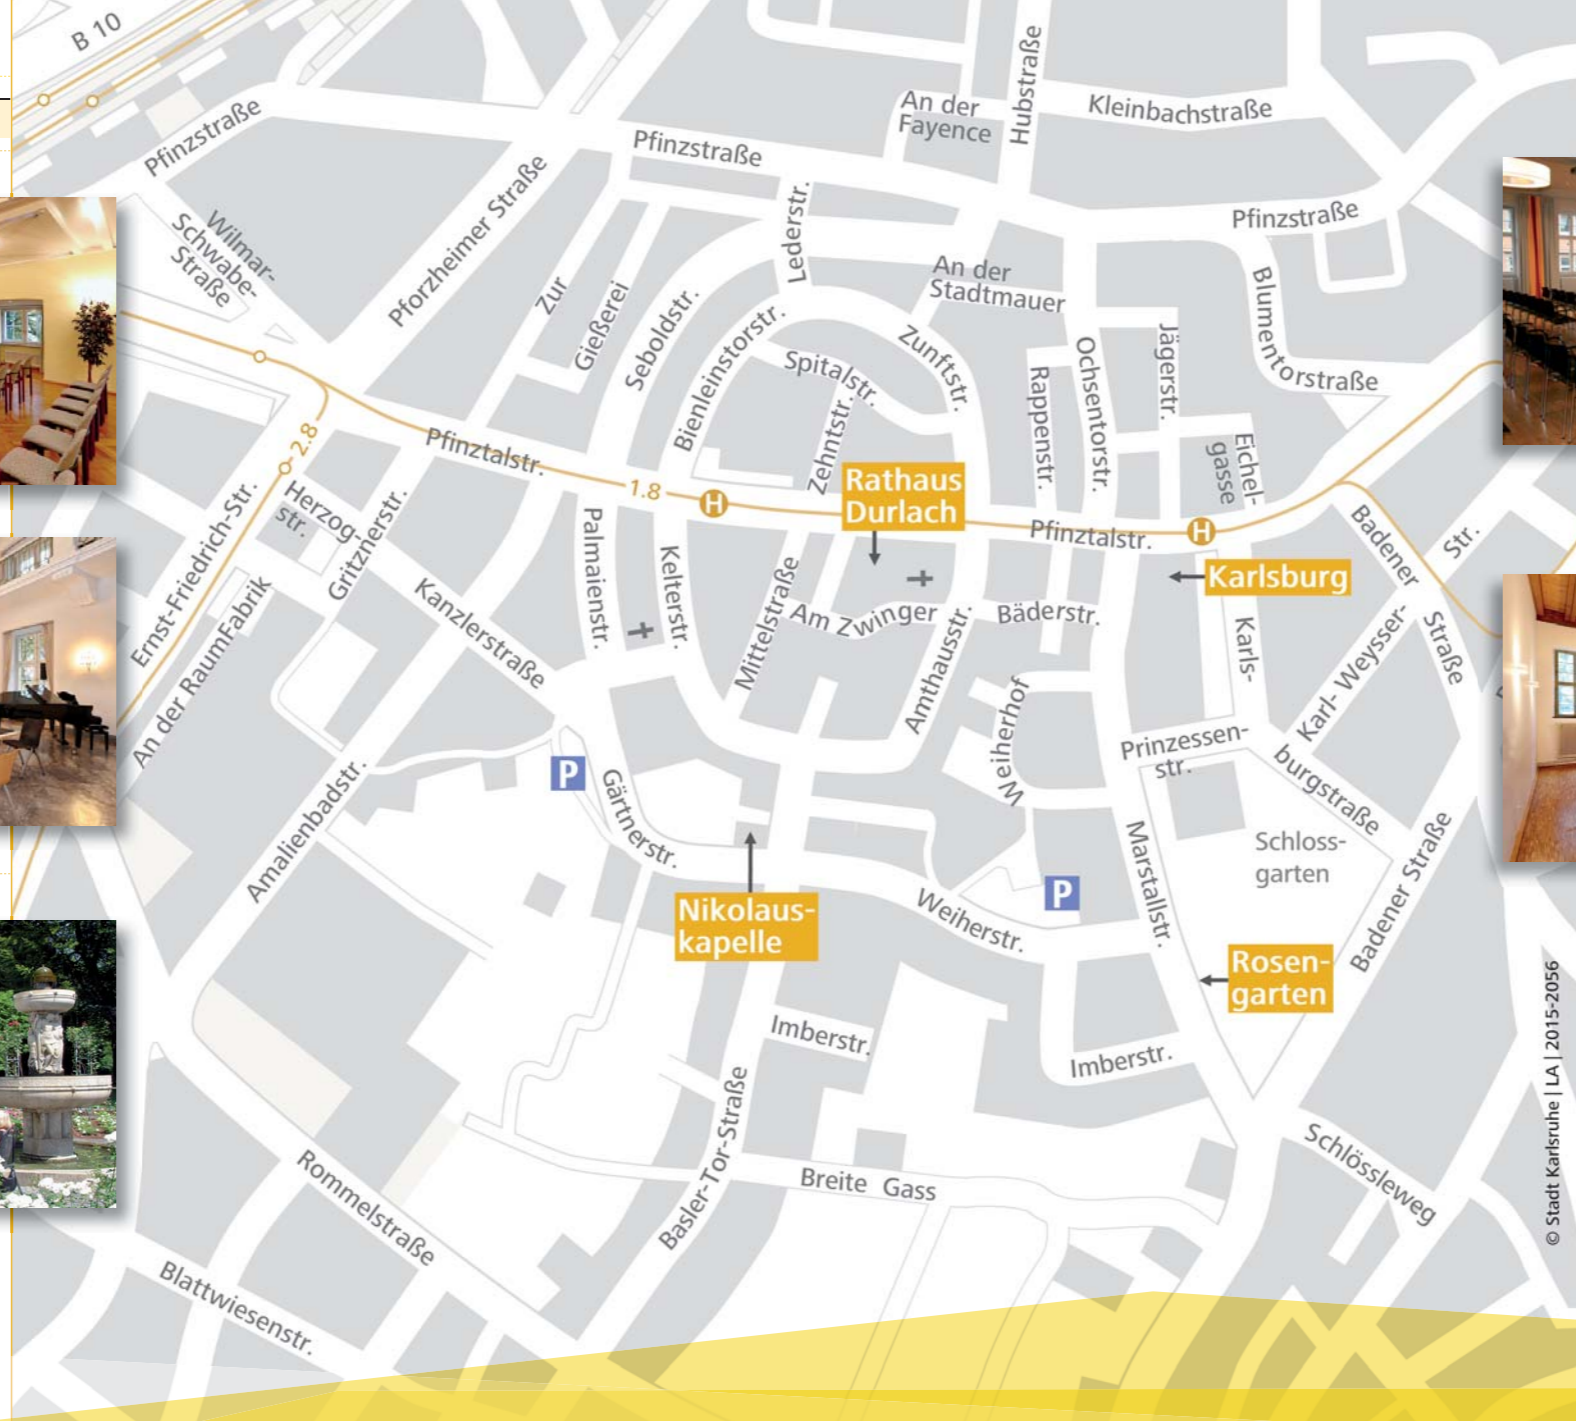 B 10
Pfinzstraße
Pfinzstraße
An der
Fayence
Hubstraße
Kleinbachstraße
Pfinzstraße
Wilmar-
Schwabe-
Straße
Pforzheimer Straße
Zur
Gießerei
Seboldstr.
Lederstr.
Bienleinstorstr.
An der
Stadtmauer
Zunftstr.
Spitalstr.
Zehntstr.
Rappenstr.
Ochsentorstr.
Jägerstr.
Blumentorstraße
Eichel-
gasse
2.8
Pfinztalstr.
1.8
H
Rathaus
Durlach
Pfinztalstr.
H
Karlsburg
Badener
Straße
Str.
Karl- Weysser-
Ernst-Friedrich-Str.
Herzog-
str.
Gritznerstr.
An der RaumFabrik
Kanzlerstraße
Palmaienstr.
Kelterstr.
Mittelstraße
Am Zwinger
Bäderstr.
Amthausstr.
Weiherhof
Karls-
burgstraße
Prinzessen-
str.
Schloss-
garten
Badener Straße
Marstallstr.
P
Gärtnerstr.
Amalienbadstr.
Nikolaus-
kapelle
Weiherstr.
P
Rosen-
garten
Imberstr.
Imberstr.
Basler-Tor-Straße
Breite Gass
Schlössleweg
Rommelstraße
Blattwiesenstr.
© Stadt Karlsruhe | LA | 2015-2056